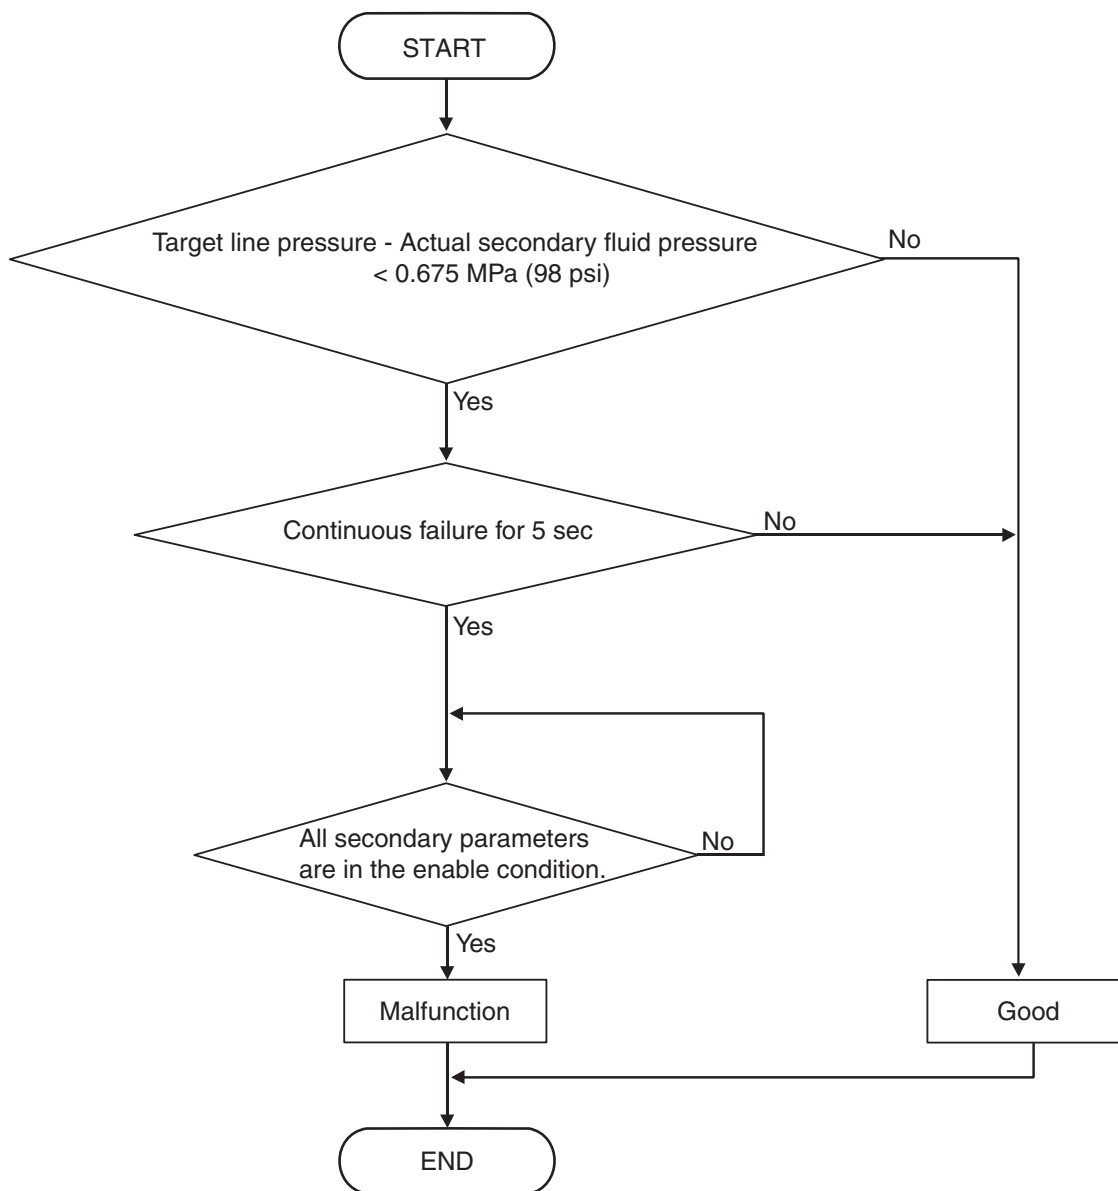 START
Target line pressure - Actual secondary fluid pressure
< 0.675 MPa (98 psi)
No
Yes
Continuous failure for 5 sec
No
Yes
All secondary parameters
are in the enable condition.
No
Yes
Malfunction
Good
END